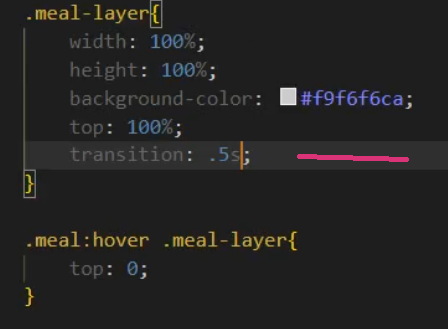 .meal-layer{
width: 100%;
height: 100%;
background-color: #f9f6f6ca;
top: 100%;
transition: .5s;
}
.meal:hover .meal-layer{
top: 0;
}